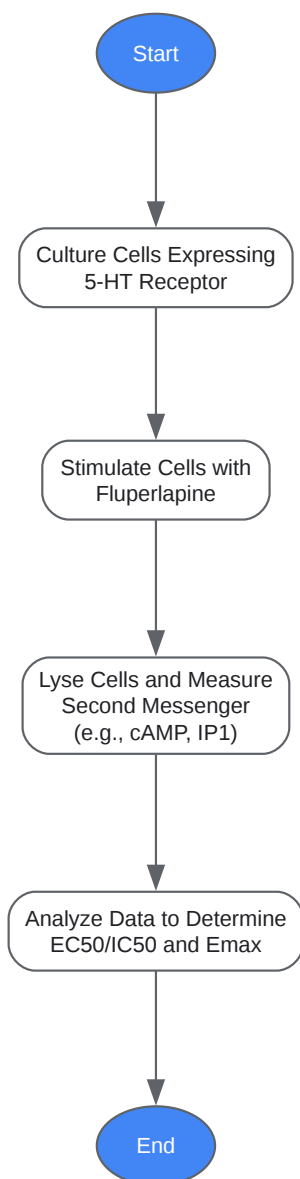 Start
Culture Cells Expressing
5-HT Receptor
Stimulate Cells with
Fluperlapine
Lyse Cells and Measure
Second Messenger
(e.g., cAMP, IP1)
Analyze Data to Determine
EC50/IC50 and Emax
End